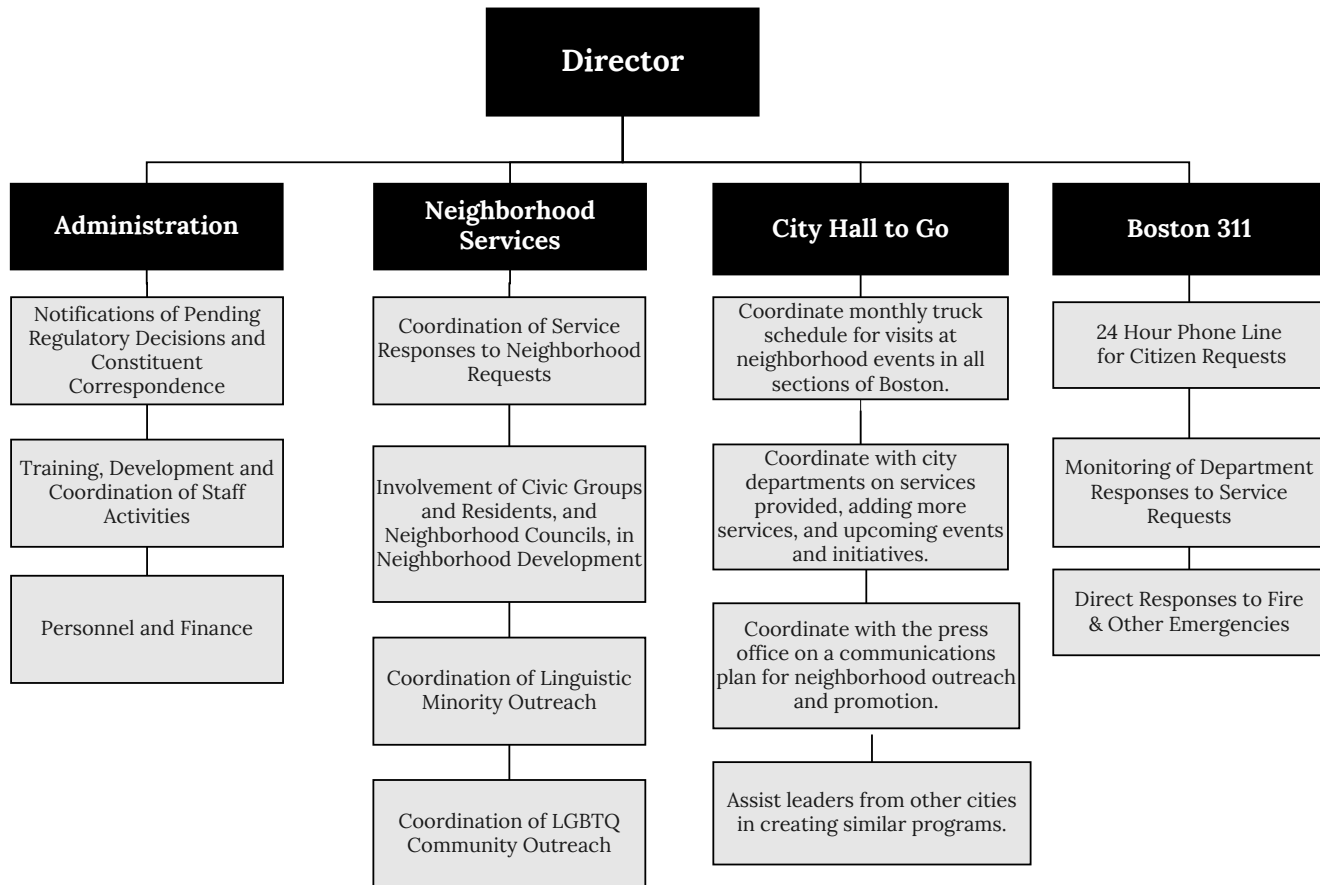 Director
Administration
Notifications of Pending
Regulatory Decisions and
Constituent
Correspondence
Training, Development and
Coordination of Staff
Activities
Personnel and Finance
Neighborhood
Services
Coordination of Service
Responses to Neighborhood
Requests
Involvement of Civic Groups
and Residents, and
Neighborhood Councils, in
Neighborhood Development
Coordination of Linguistic
Minority Outreach
Coordination of LGBTQ
Community Outreach
City Hall to Go
Coordinate monthly truck
schedule for visits at
neighborhood events in all
sections of Boston.
Coordinate with city
departments on services
provided, adding more
services, and upcoming events
and initiatives.
Coordinate with the press
office on a communications
plan for neighborhood outreach
and promotion.
Assist leaders from other cities
in creating similar programs.
Boston 311
24 Hour Phone Line
for Citizen Requests
Monitoring of Department
Responses to Service
Requests
Direct Responses to Fire
& Other Emergencies